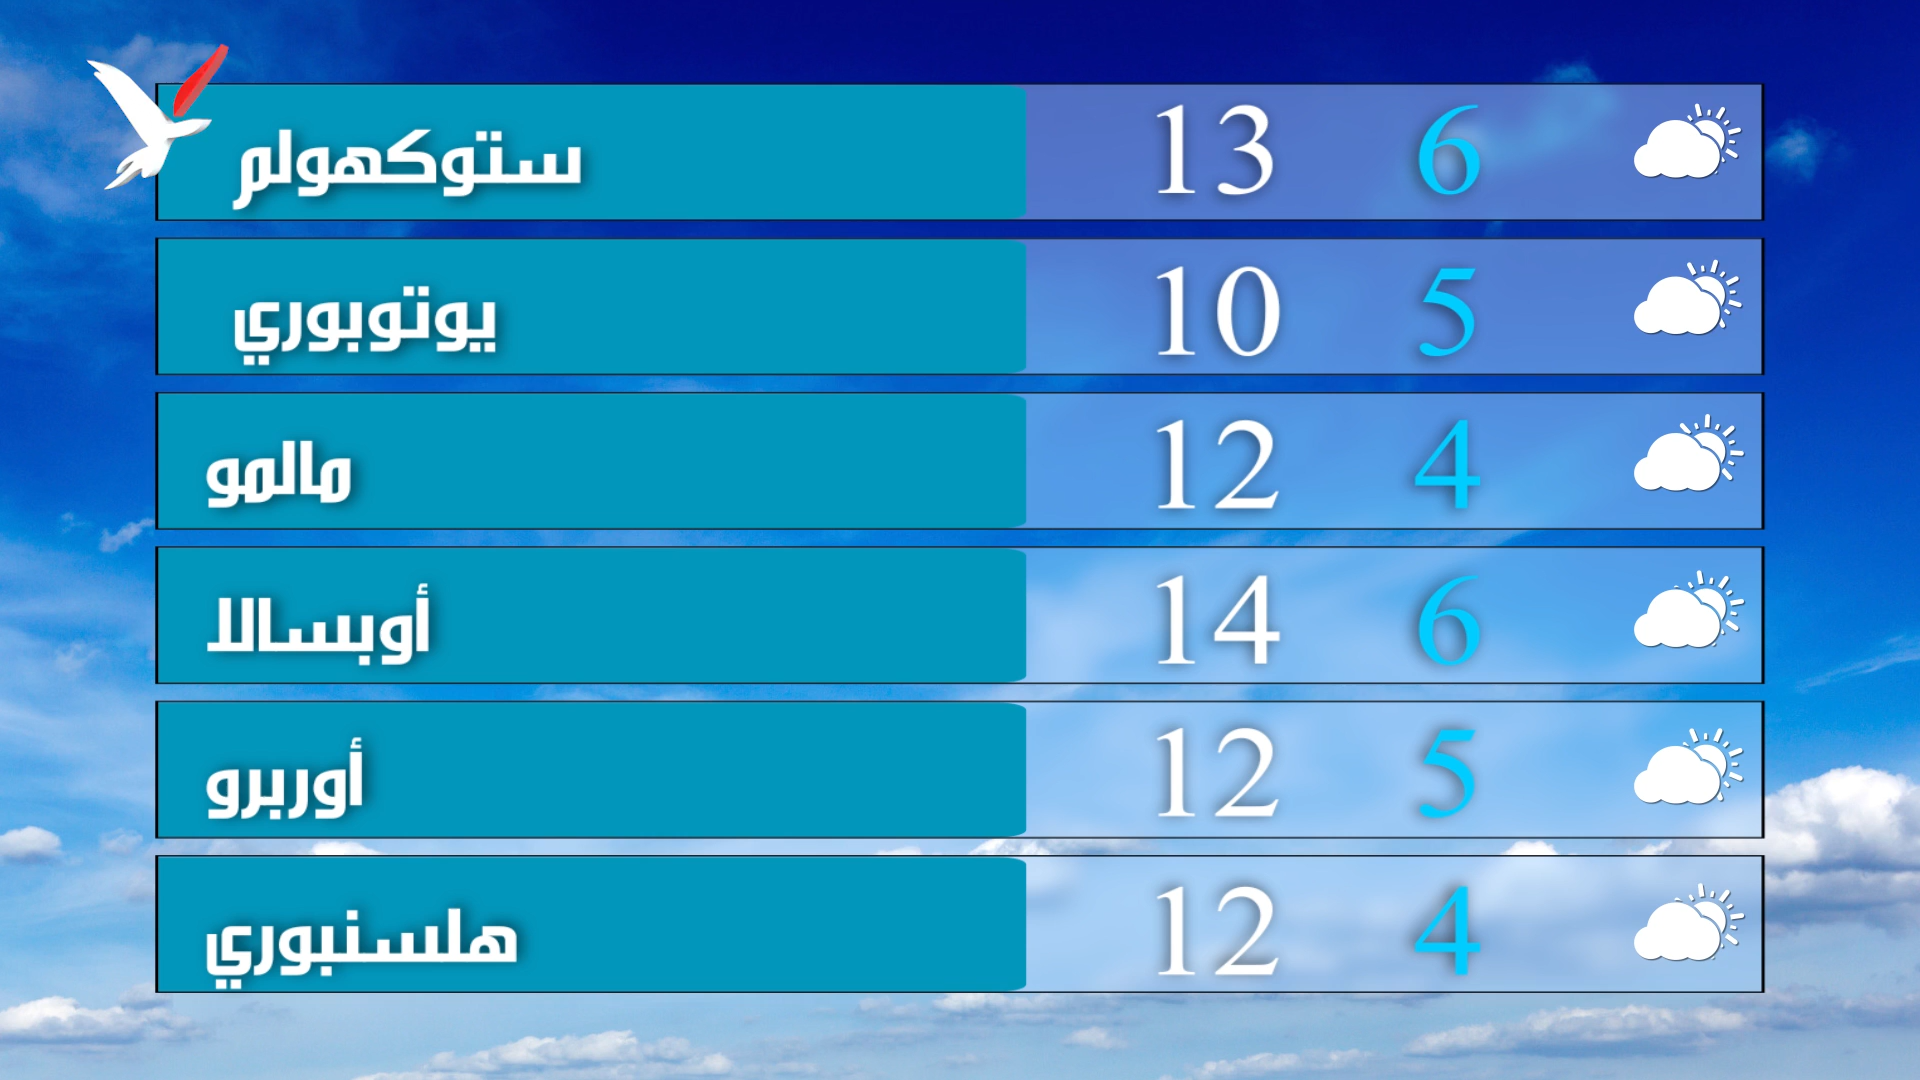 ستوكهولم 13 6
يوتوبوري 10 5
مالمو 12 4
أوبسالا 14 6
أوربرو 12 5
هلسنبوري 12 4